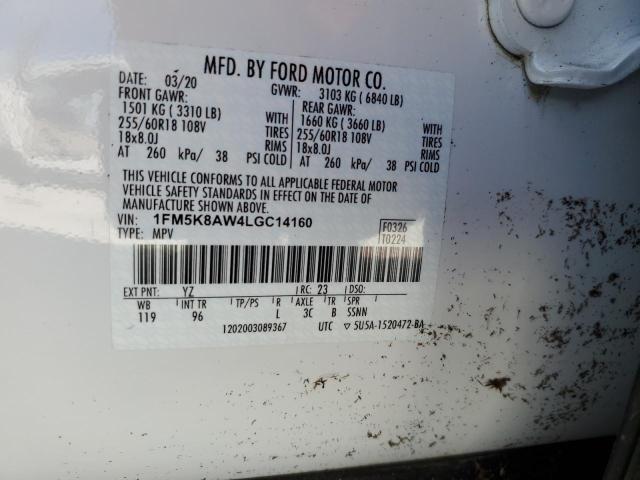 MFD. BY FORD MOTOR CO.
DATE: 03/20 GVWR: 3103 KG ( 6840 LB)
FRONT GAWR: REAR GAWR:
1501 KG ( 3310 LB) 1660 KG ( 3660 LB)
255/60R18 108V TIRES 255/60R18 108V TIRES
18x8.0J RIMS 18x8.0J RIMS
AT 260 kPa/ 38 PSI COLD AT 260 kPa/ 38 PSI COLD
THIS VEHICLE CONFORMS TO ALL APPLICABLE FEDERAL MOTOR
VEHICLE SAFETY STANDARDS IN EFFECT ON THE DATE OF
MANUFACTURE SHOWN ABOVE.
VIN: 1FM5K8AW4LGC14160 F0326
TYPE: MPV T0224
EXT PNT: YZ RC: 23 DSO:
WB INT TR TP/PS R AXLE TR SPR
119 96 L 3C B SSNN
1202003089367 UTC ▽ 5U5A-1520472-BA